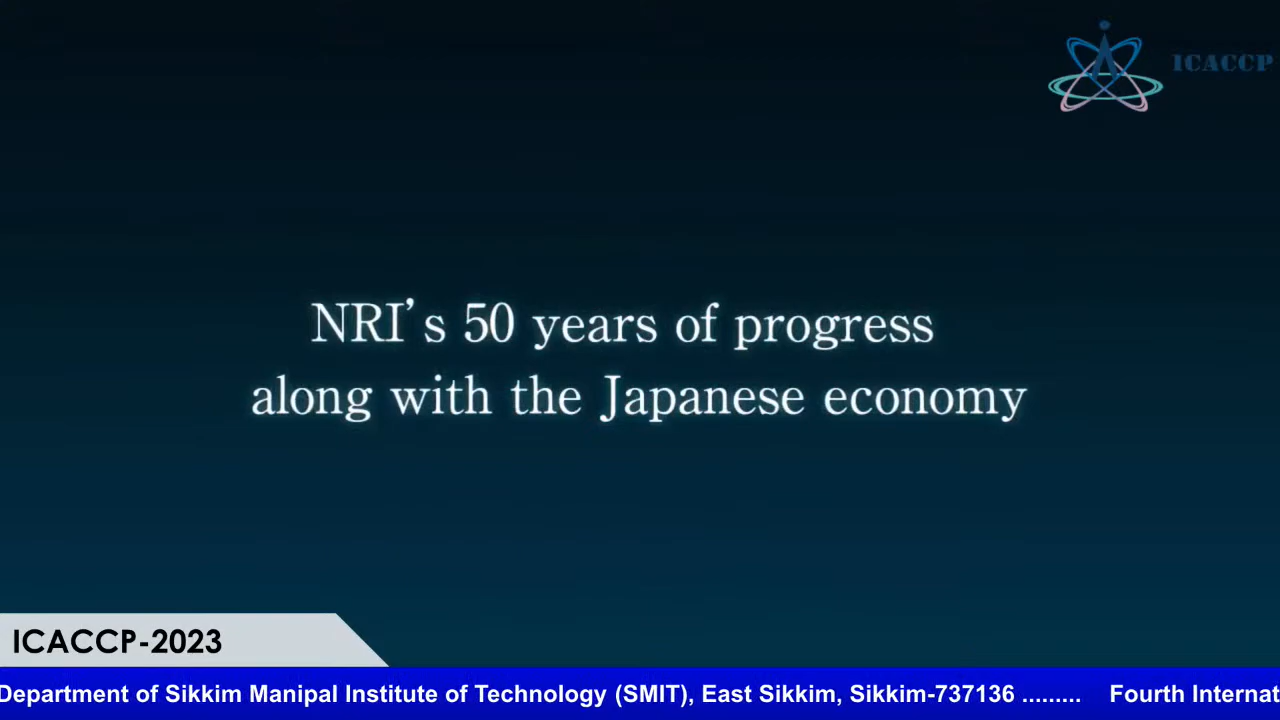 ICACCP
NRI's 50 years of progress
along with the Japanese economy
ICACCP-2023
Department of Sikkim Manipal Institute of Technology (SMIT), East Sikkim, Sikkim-737136 ......... Fourth Internat